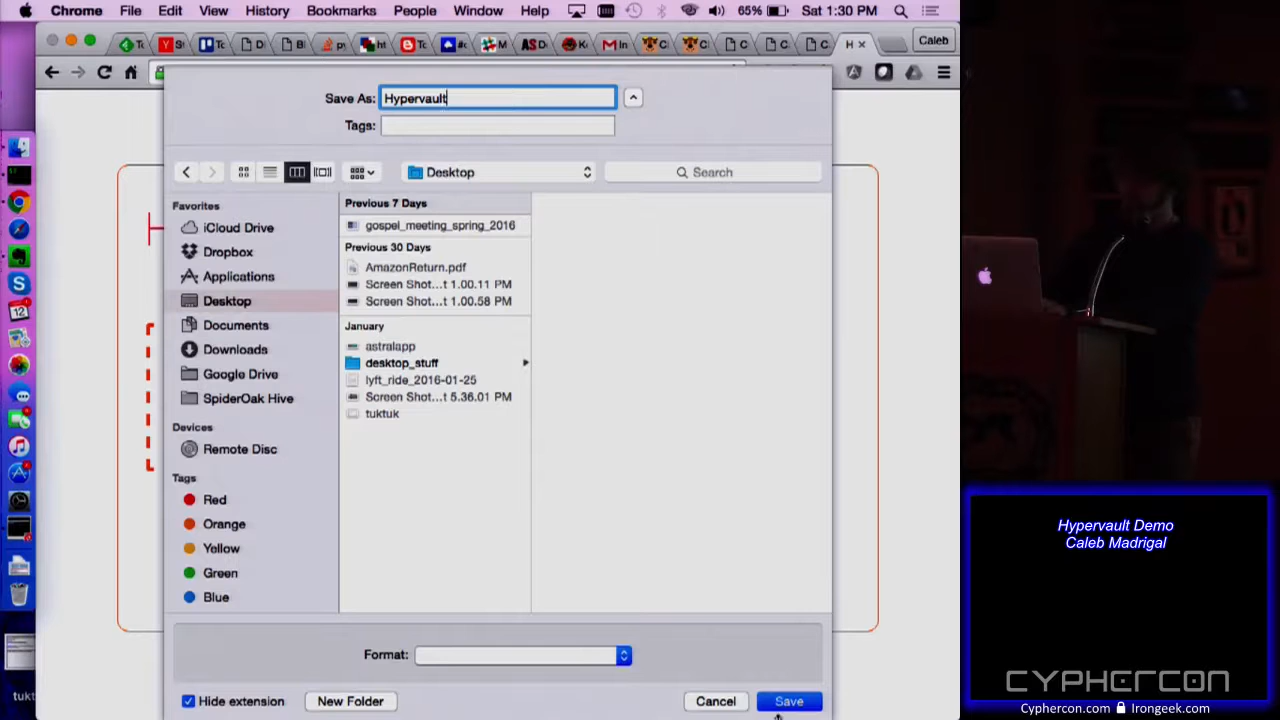 Chrome File Edit View History Bookmarks People Window Help 65% Sat 1:30 PM
Caleb
Save As: Hypervault
Tags:
Desktop
Search
Favorites
iCloud Drive
Dropbox
Applications
Desktop
Documents
Downloads
Google Drive
SpiderOak Hive
Devices
Remote Disc
Tags
Red
Orange
Yellow
Green
Blue
Previous 7 Days
gospel_meeting_spring_2016
Previous 30 Days
AmazonReturn.pdf
Screen Shot...t 1.00.11 PM
Screen Shot...t 1.00.58 PM
January
astralapp
desktop_stuff
lyft_ride_2016-01-25
Screen Shot...t 5.36.01 PM
tuktuk
Format:
Hide extension
New Folder
Cancel
Save
tukt
Hypervault Demo
Caleb Madrigal
CYPHERCON
Cyphercon.com Irongeek.com